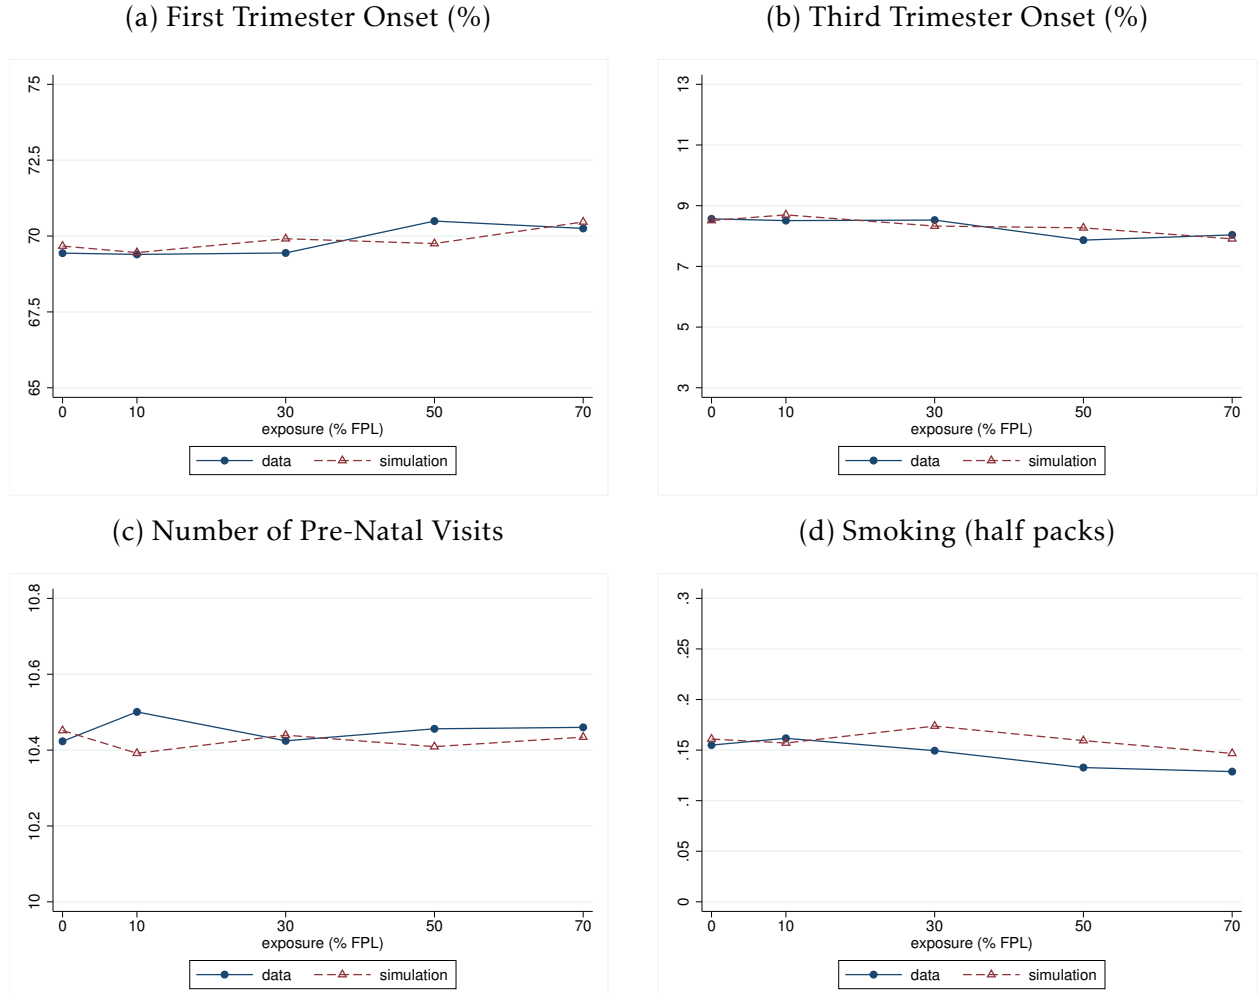 (a) First Trimester Onset (%)
75
72.5
70
67.5
65
0 10 30 50 70
exposure (% FPL)
data simulation
(b) Third Trimester Onset (%)
13
11
9
7
5
3
0 10 30 50 70
exposure (% FPL)
data simulation
(c) Number of Pre-Natal Visits
10.8
10.6
10.4
10.2
10
0 10 30 50 70
exposure (% FPL)
data simulation
(d) Smoking (half packs)
.3
.25
.2
.15
.1
.05
0
0 10 30 50 70
exposure (% FPL)
data simulation